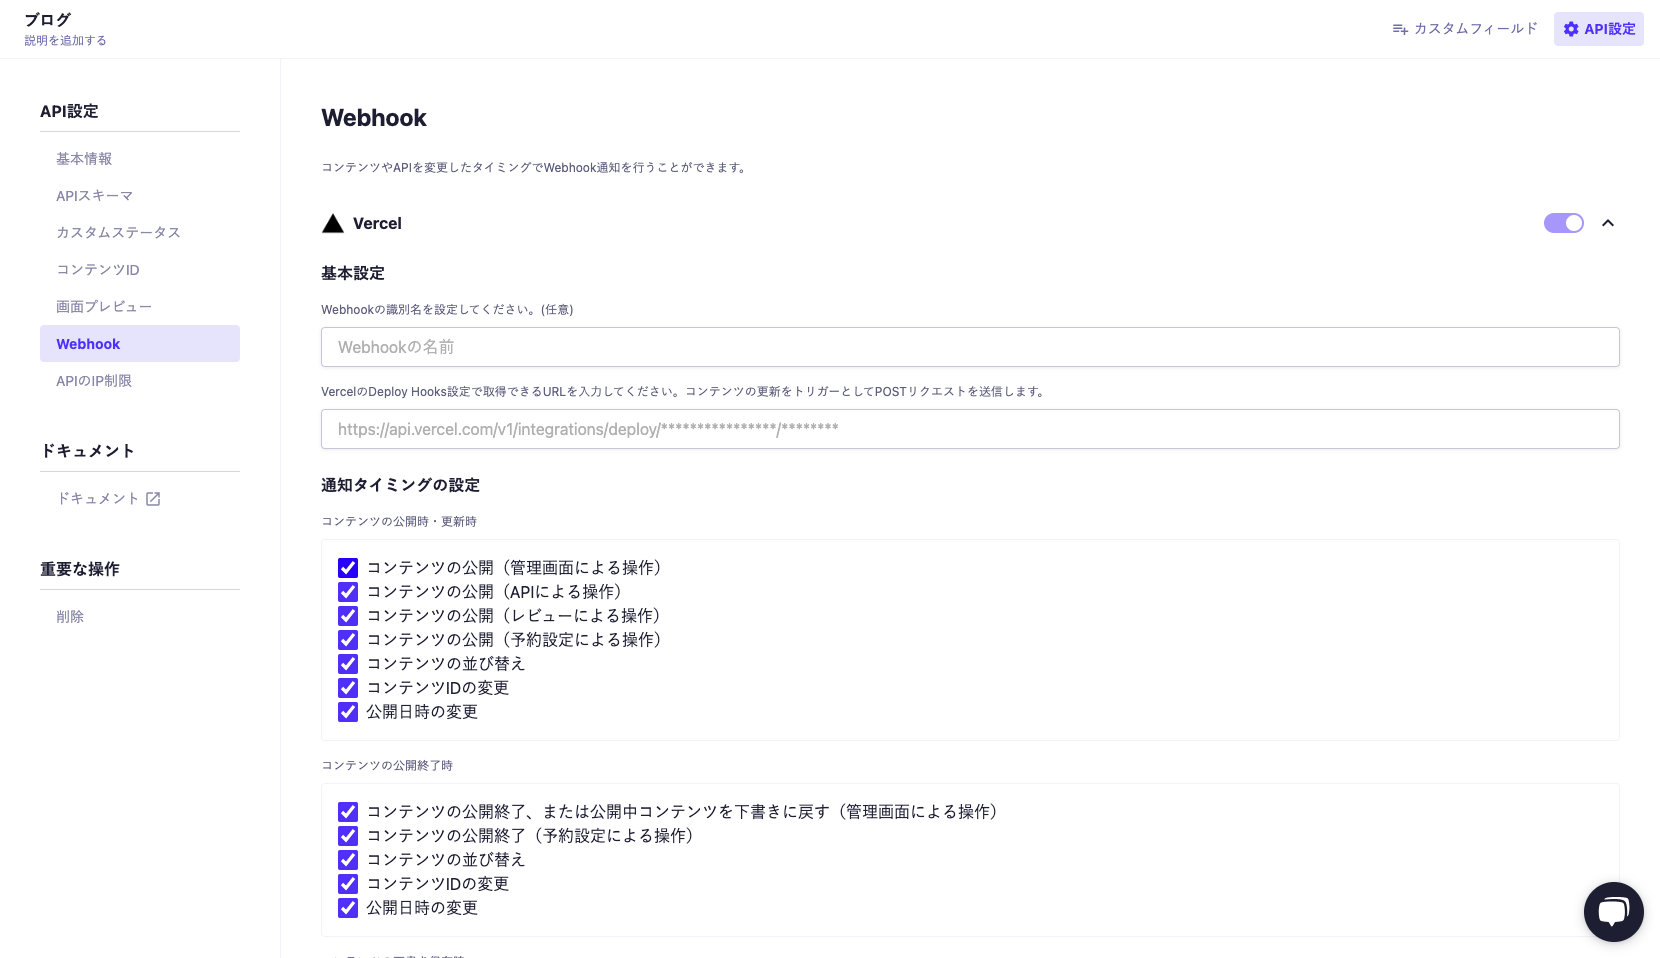 ブログ
説明を追加する
カスタムフィールド
API設定
API設定
基本情報
APIスキーマ
カスタムステータス
コンテンツID
画面プレビュー
Webhook
APIのIP制限
ドキュメント
ドキュメント
重要な操作
削除
Webhook
コンテンツやAPIを変更したタイミングでWebhook通知を行うことができます。
Vercel
基本設定
Webhookの識別名を設定してください。(任意)
Webhookの名前
VercelのDeploy Hooks設定で取得できるURLを入力してください。コンテンツの更新をトリガーとしてPOSTリクエストを送信します。
https://api.vercel.com/v1/integrations/deploy/****************/********
通知タイミングの設定
コンテンツの公開時・更新時
コンテンツの公開（管理画面による操作）
コンテンツの公開（APIによる操作）
コンテンツの公開（レビューによる操作）
コンテンツの公開（予約設定による操作）
コンテンツの並び替え
コンテンツIDの変更
公開日時の変更
コンテンツの公開終了時
コンテンツの公開終了、または公開中コンテンツを下書きに戻す（管理画面による操作）
コンテンツの公開終了（予約設定による操作）
コンテンツの並び替え
コンテンツIDの変更
公開日時の変更